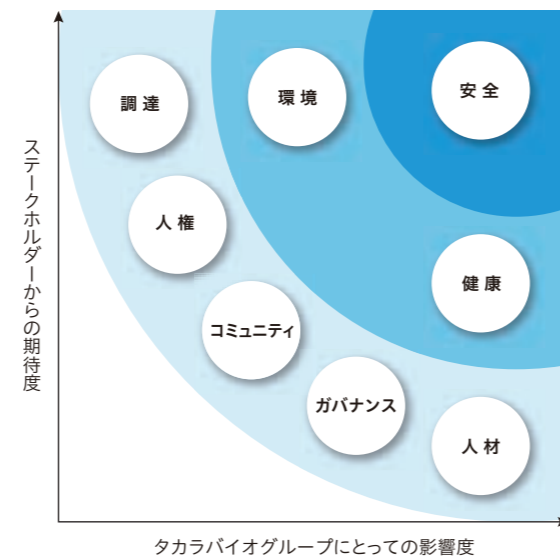 ステークホルダーからの期待度
調達
環境
安全
人権
健康
コミュニティ
ガバナンス
人材
タカラバイオグループにとっての影響度